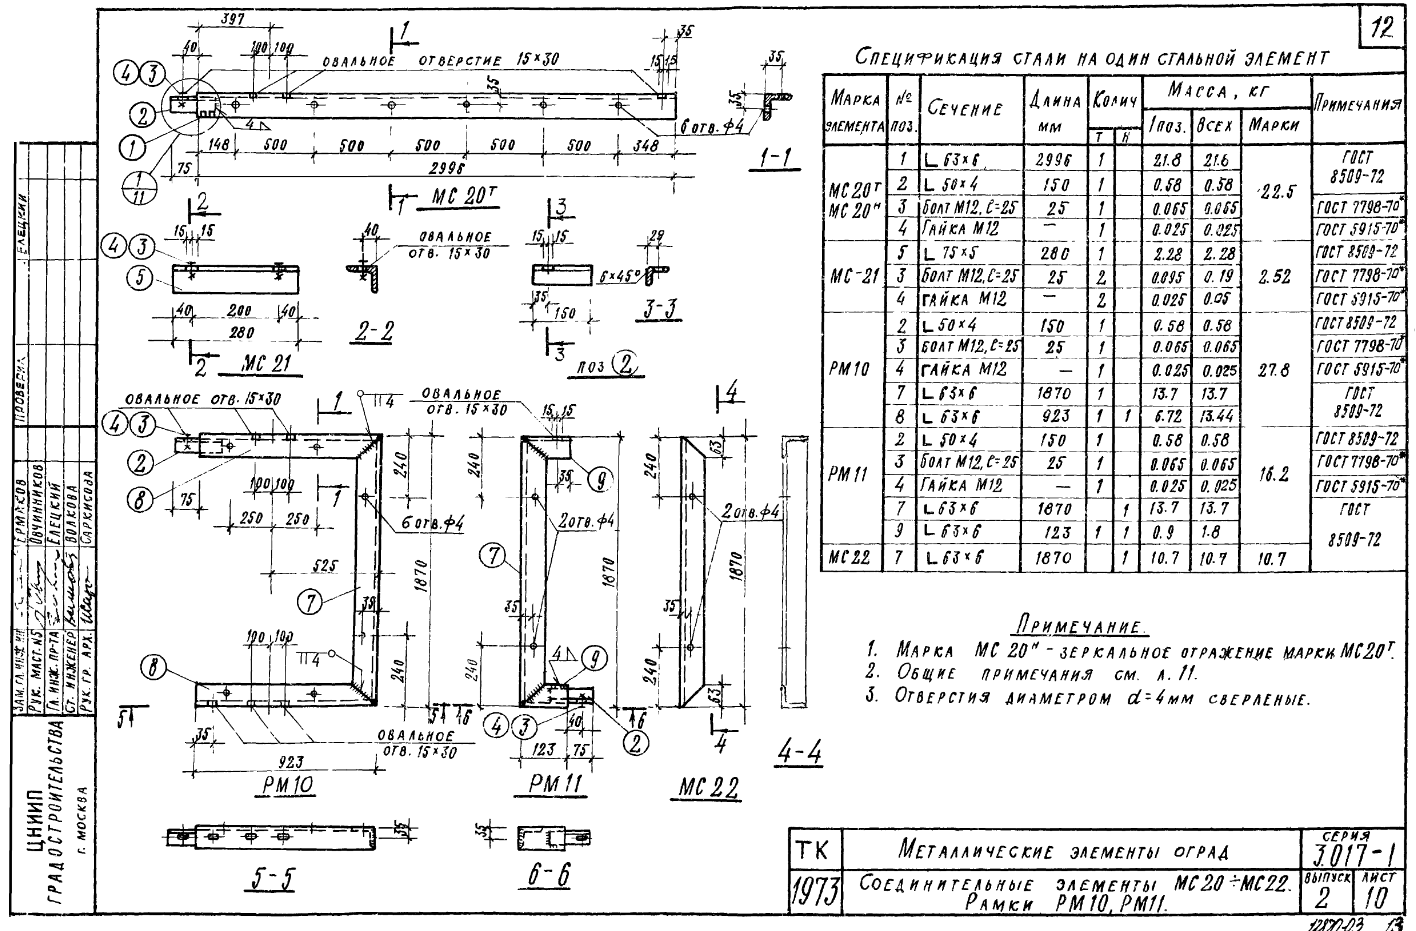 12
Спецификация стали на один стальной элемент
Марка элемента | № поз. | Сечение | Длина мм | Колич Т Н | Масса, кг 1 поз. Всех Марки | Примечания
МС20Т МС20Н | 1 | L 63×6 | 2996 | 1 | 21.8 | 21.8 | 22.5 | ГОСТ 8509-72
2 | L 50×4 | 150 | 1 | 0.58 | 0.58
3 | Болт М12, ℓ=25 | 25 | 1 | 0.065 | 0.065 | ГОСТ 7798-70*
4 | Гайка М12 | — | 1 | 0.025 | 0.025 | ГОСТ 5915-70*
МС-21 | 5 | L 75×5 | 280 | 1 | 2.28 | 2.28 | 2.52 | ГОСТ 8509-72
3 | Болт М12, ℓ=25 | 25 | 2 | 0.095 | 0.19 | ГОСТ 7798-70*
4 | Гайка М12 | — | 2 | 0.025 | 0.05 | ГОСТ 5915-70*
РМ10 | 2 | L 50×4 | 150 | 1 | 0.58 | 0.58 | 27.8 | ГОСТ 8509-72
3 | Болт М12, ℓ=25 | 25 | 1 | 0.065 | 0.065 | ГОСТ 7798-70*
4 | Гайка М12 | — | 1 | 0.025 | 0.025 | ГОСТ 5915-70*
7 | L 63×6 | 1870 | 1 | 13.7 | 13.7 | ГОСТ 8509-72
8 | L 63×6 | 923 | 1 | 1 | 6.72 | 13.44
РМ11 | 2 | L 50×4 | 150 | 1 | 0.58 | 0.58 | 16.2 | ГОСТ 8509-72
3 | Болт М12, ℓ=25 | 25 | 1 | 0.065 | 0.065 | ГОСТ 7798-70*
4 | Гайка М12 | — | 1 | 0.025 | 0.025 | ГОСТ 5915-70*
7 | L 63×6 | 1870 | 1 | 13.7 | 13.7 | ГОСТ 8509-72
9 | L 63×6 | 123 | 1 | 1 | 0.9 | 1.8
МС22 | 7 | L 63×6 | 1870 | 1 | 10.7 | 10.7 | 10.7
Примечание.
1. Марка МС 20Н - зеркальное отражение марки МС20Т.
2. Общие примечания см. л. 11.
3. Отверстия диаметром d=4мм сверленые.
397
40 100 100
овальное отверстие 15×30
35
15 15
35
4 3 2 1
4
6 отв. ф4
148 500 500 500 500 500 348
75 2996
1 11
1 1
МС 20Т
35
35
1-1
2 2
15 15
4 3 5
40 200 40
280
МС 21
40
овальное
отв. 15×30
2-2
3 3
15 15
35
150
поз 2
29
6×45°
3-3
овальное отв. 15×30
4 3 2 8
1 1
4
75
100 100
250 250
240
6 отв. ф4
525
7
1870
35
100 100
4
240
8
5 5
35
овальное
отв. 15×30
923
РМ10
овальное
отв. 15×30
15 15
240
9
35
2 отв. ф4
7
1870
35
240
4 9
6 6
4 3 2
40
123 75
РМ11
4 4
63
240
2 отв. ф4
1870
35
240
63
МС 22
4-4
35
5-5
35
6-6
ТК
1973
Металлические элементы оград
Соединительные элементы МС20÷МС22.
Рамки РМ10, РМ11.
серия
3.017-1
выпуск
2
лист
10
12870-03 13
ЦНИИП
градостроительства
г. Москва
Зам. гл. инж. ин
Ермаков
Рук. маст. №5
Овчинников
Гл. инж. пр-та
Елецкий
Ст. инженер
Волкова
Рук. гр. арх.
Саркисова
Проверил
Елецкий